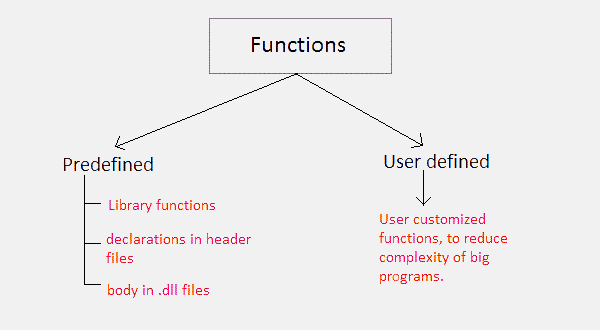 Functions
Predefined
Library functions
declarations in header
files
body in .dll files
User defined
User customized
functions, to reduce
complexity of big
programs.